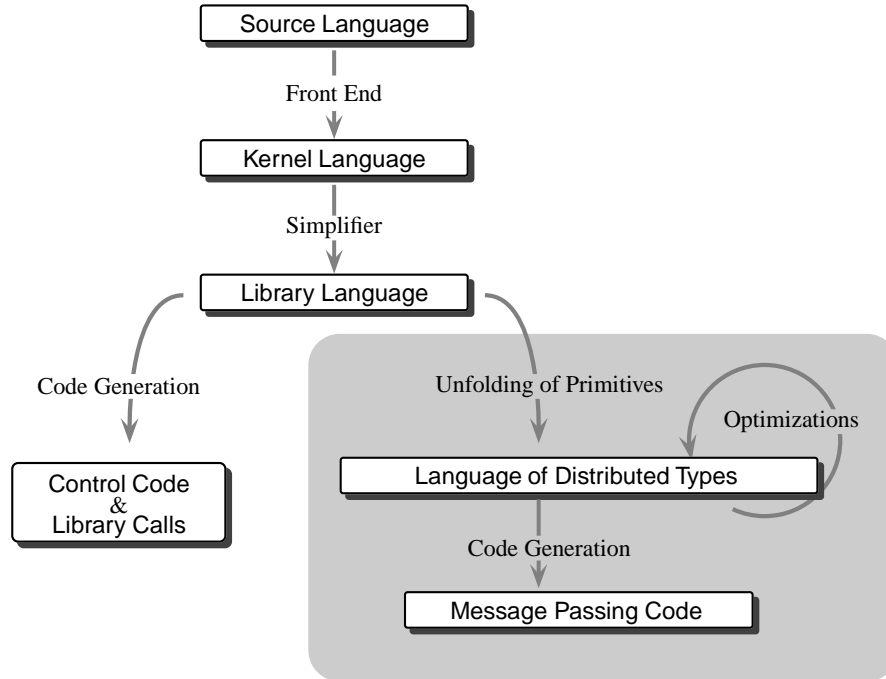 Source Language
Front End
Kernel Language
Simplifier
Library Language
Code Generation
Unfolding of Primitives
Optimizations
Control Code
&
Library Calls
Language of Distributed Types
Code Generation
Message Passing Code